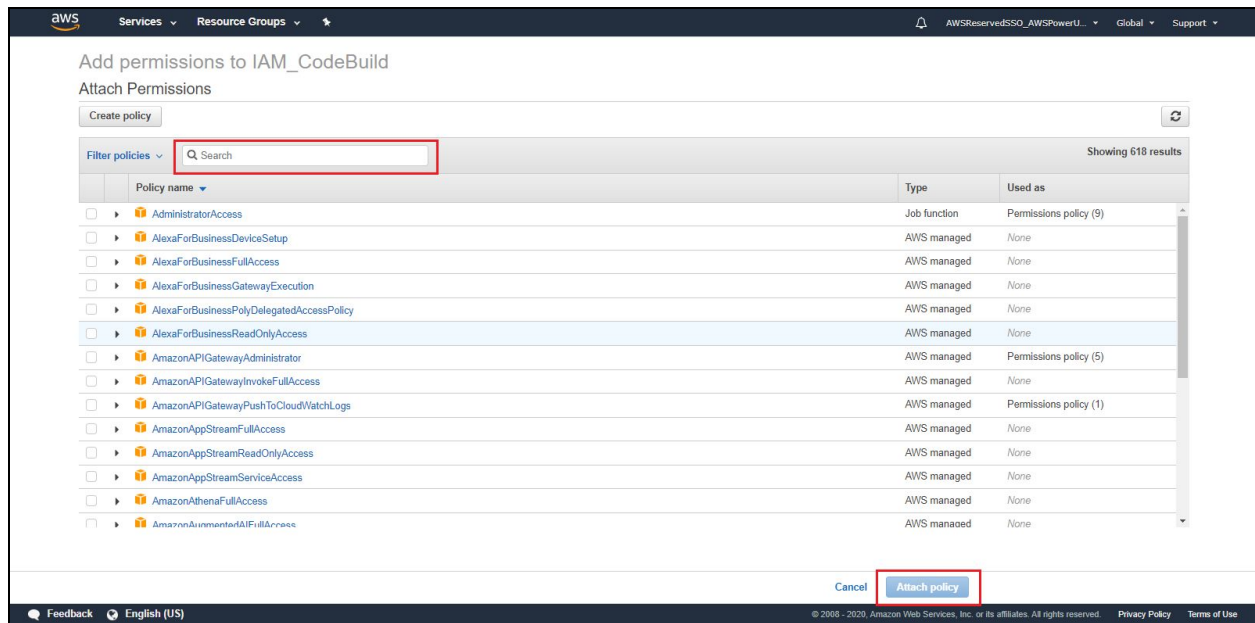 aws Services Resource Groups AWSReservedSSO_AWSPowerU... Global Support
Add permissions to IAM_CodeBuild
Attach Permissions
Create policy
Filter policies Search Showing 618 results
Policy name Type Used as
AdministratorAccess Job function Permissions policy (9)
AlexaForBusinessDeviceSetup AWS managed None
AlexaForBusinessFullAccess AWS managed None
AlexaForBusinessGatewayExecution AWS managed None
AlexaForBusinessPolyDelegatedAccessPolicy AWS managed None
AlexaForBusinessReadOnlyAccess AWS managed None
AmazonAPIGatewayAdministrator AWS managed Permissions policy (5)
AmazonAPIGatewayInvokeFullAccess AWS managed None
AmazonAPIGatewayPushToCloudWatchLogs AWS managed Permissions policy (1)
AmazonAppStreamFullAccess AWS managed None
AmazonAppStreamReadOnlyAccess AWS managed None
AmazonAppStreamServiceAccess AWS managed None
AmazonAthenaFullAccess AWS managed None
AmazonAugmentedAIFullAccess AWS managed None
Cancel Attach policy
Feedback English (US) © 2008 - 2020, Amazon Web Services, Inc. or its affiliates. All rights reserved. Privacy Policy Terms of Use